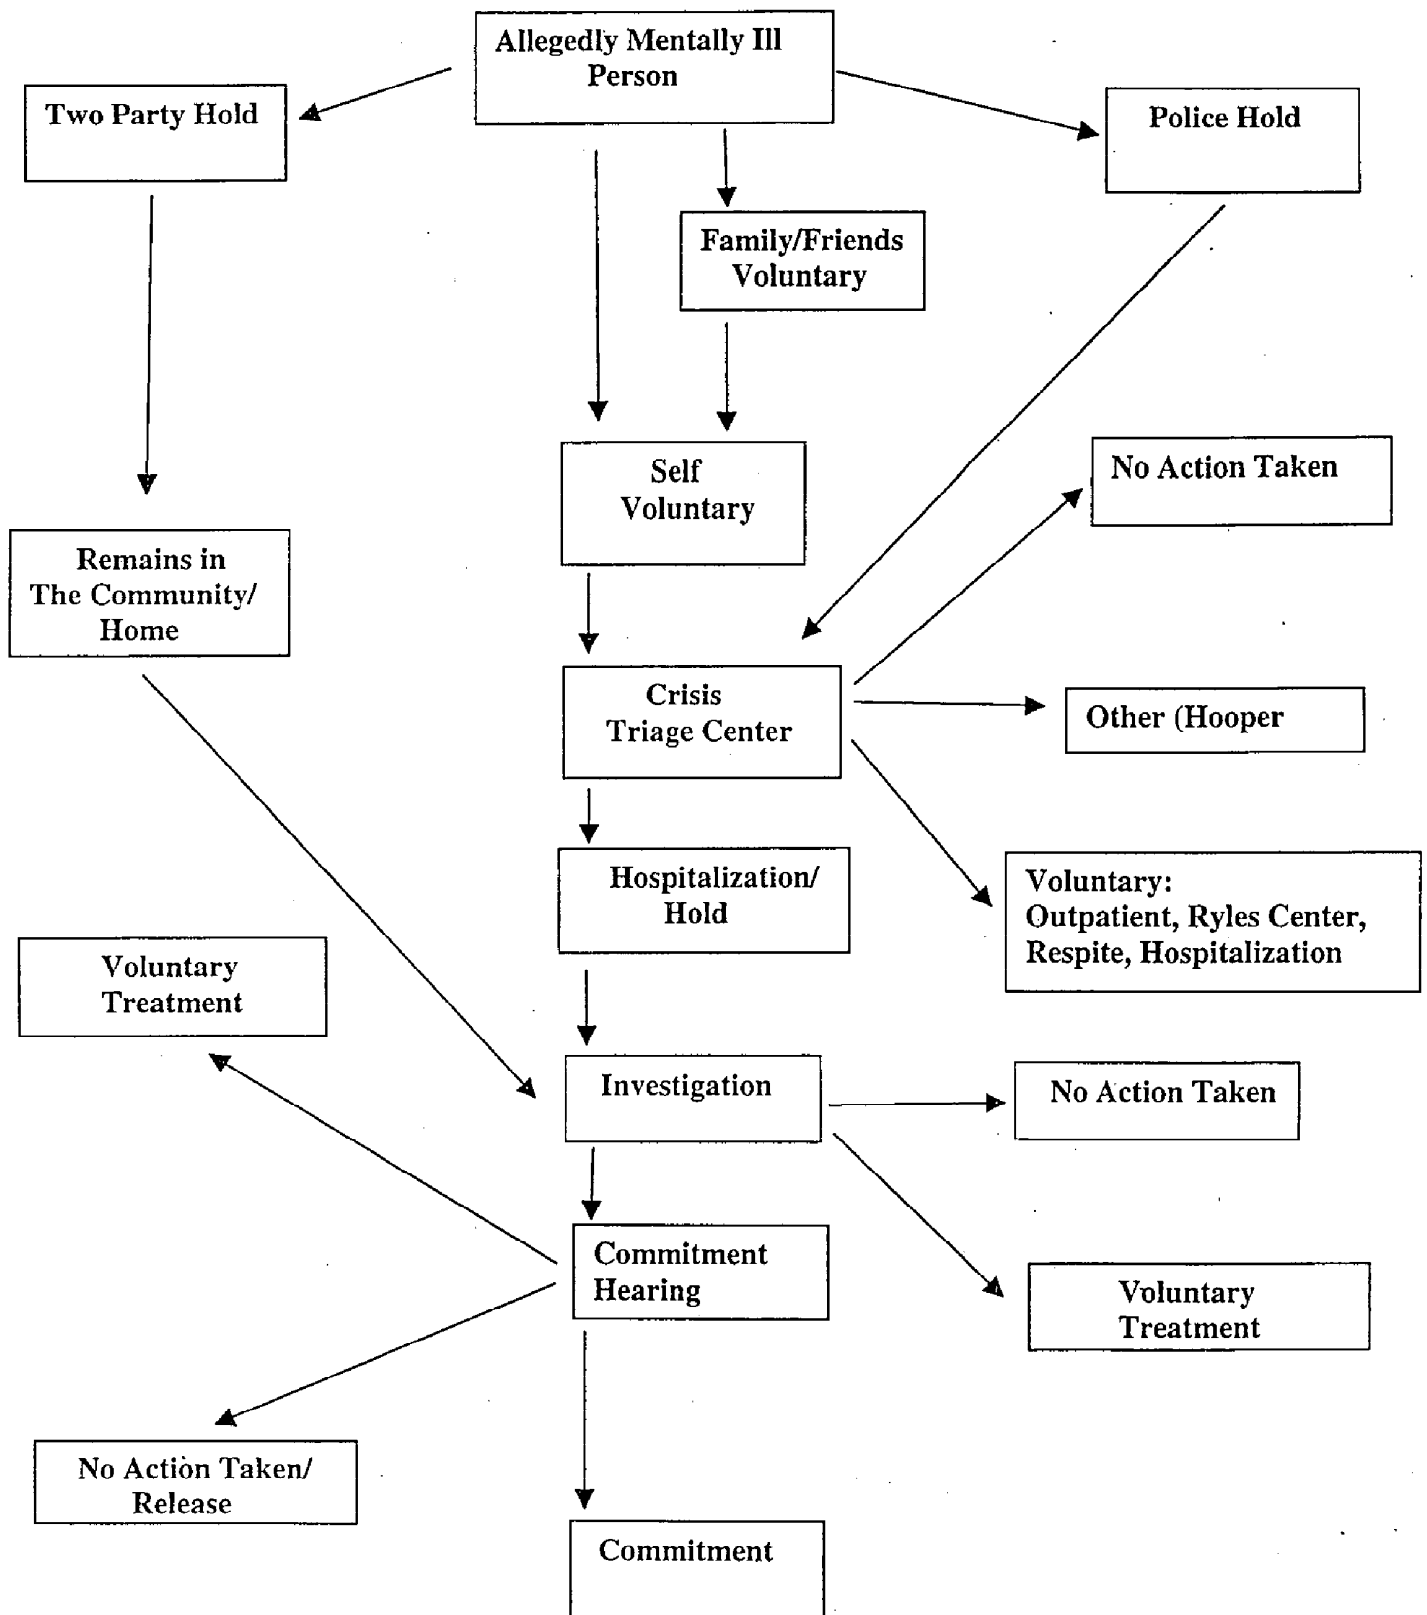 Allegedly Mentally Ill
Person
Two Party Hold
Police Hold
Family/Friends
Voluntary
Self
Voluntary
No Action Taken
Remains in
The Community/
Home
Crisis
Triage Center
Other (Hooper
Hospitalization/
Hold
Voluntary:
Outpatient, Ryles Center,
Respite, Hospitalization
Voluntary
Treatment
Investigation
No Action Taken
Commitment
Hearing
Voluntary
Treatment
No Action Taken/
Release
Commitment